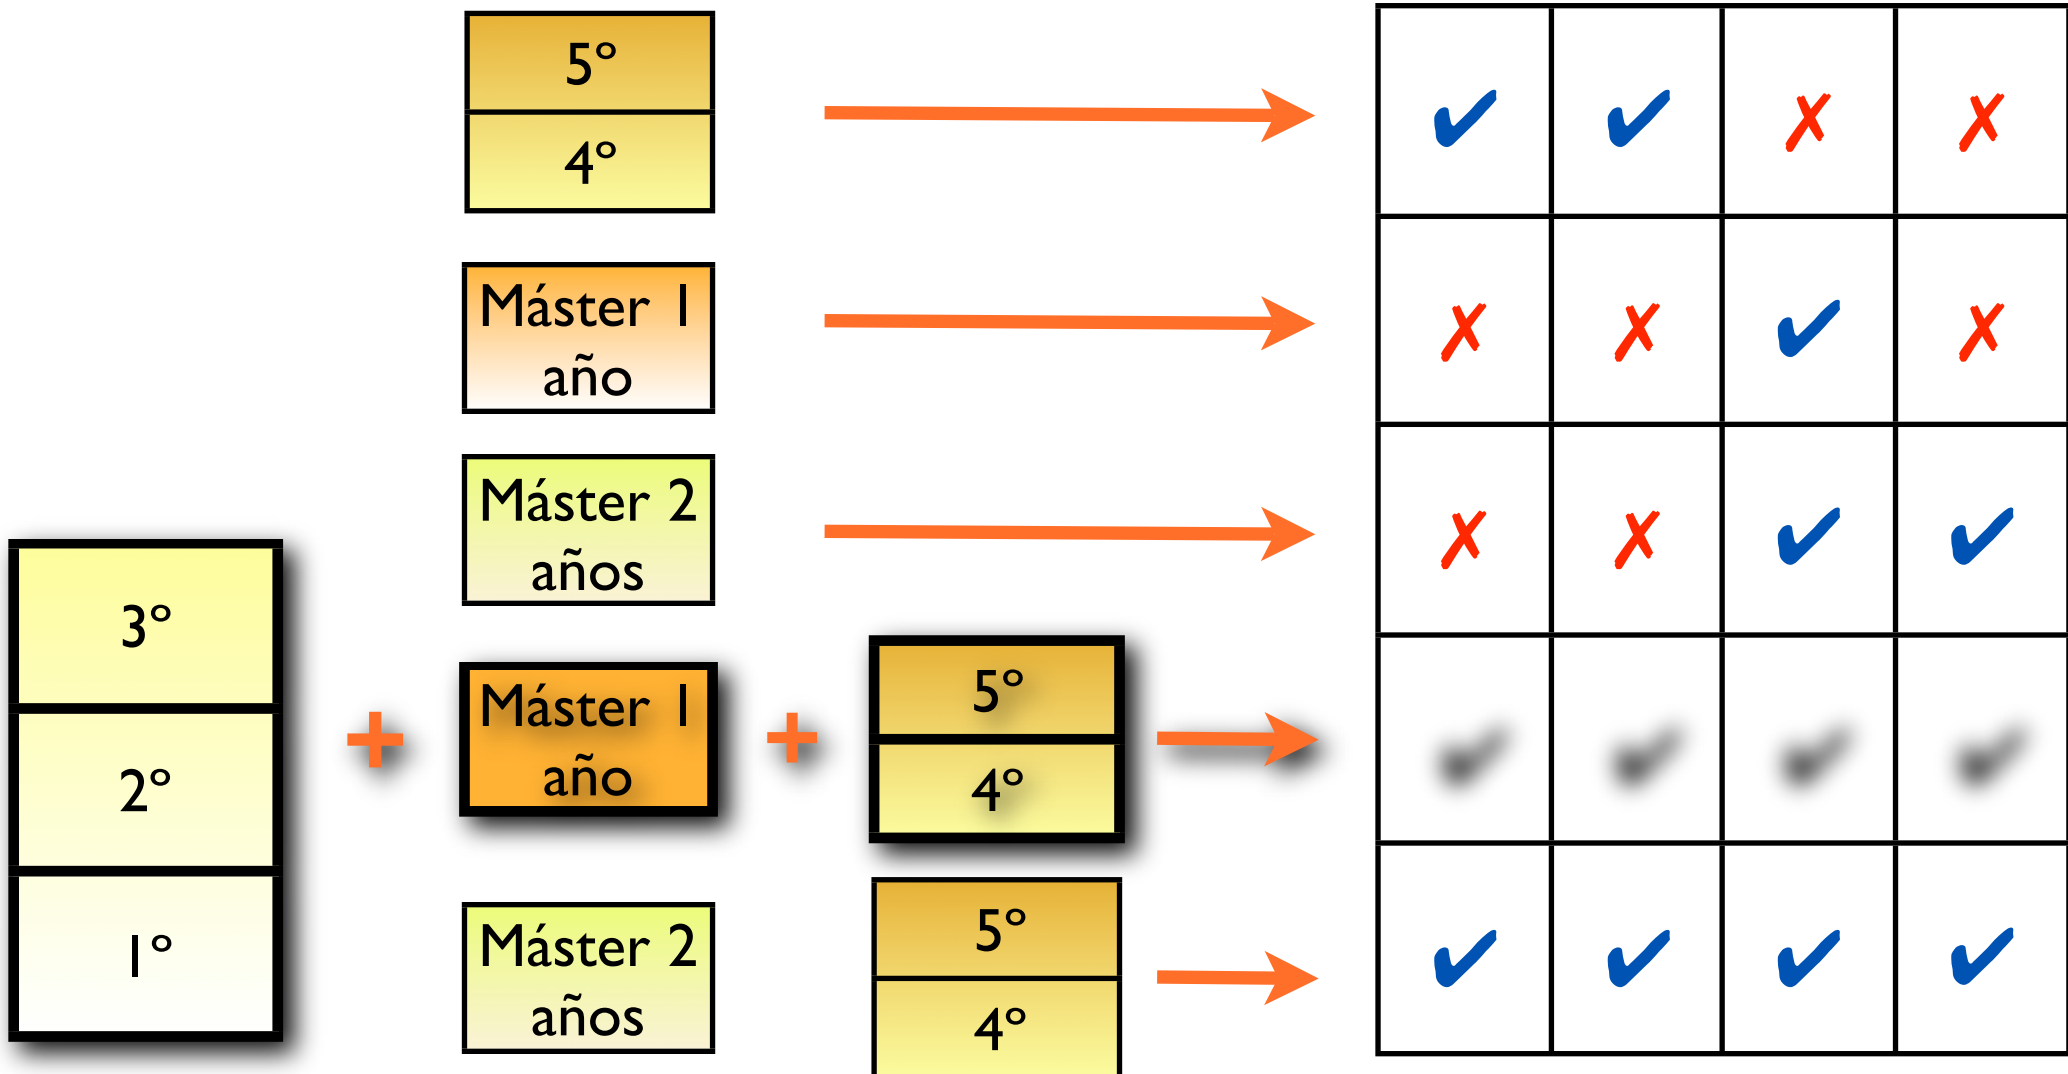 5º
4º
Máster 1
año
Máster 2
años
3º
2º
1º
+
Máster 1
año
+
5º
4º
Máster 2
años
5º
4º
✔ ✔ ✗ ✗
✗ ✗ ✔ ✗
✗ ✗ ✔ ✔
✔ ✔ ✔ ✔